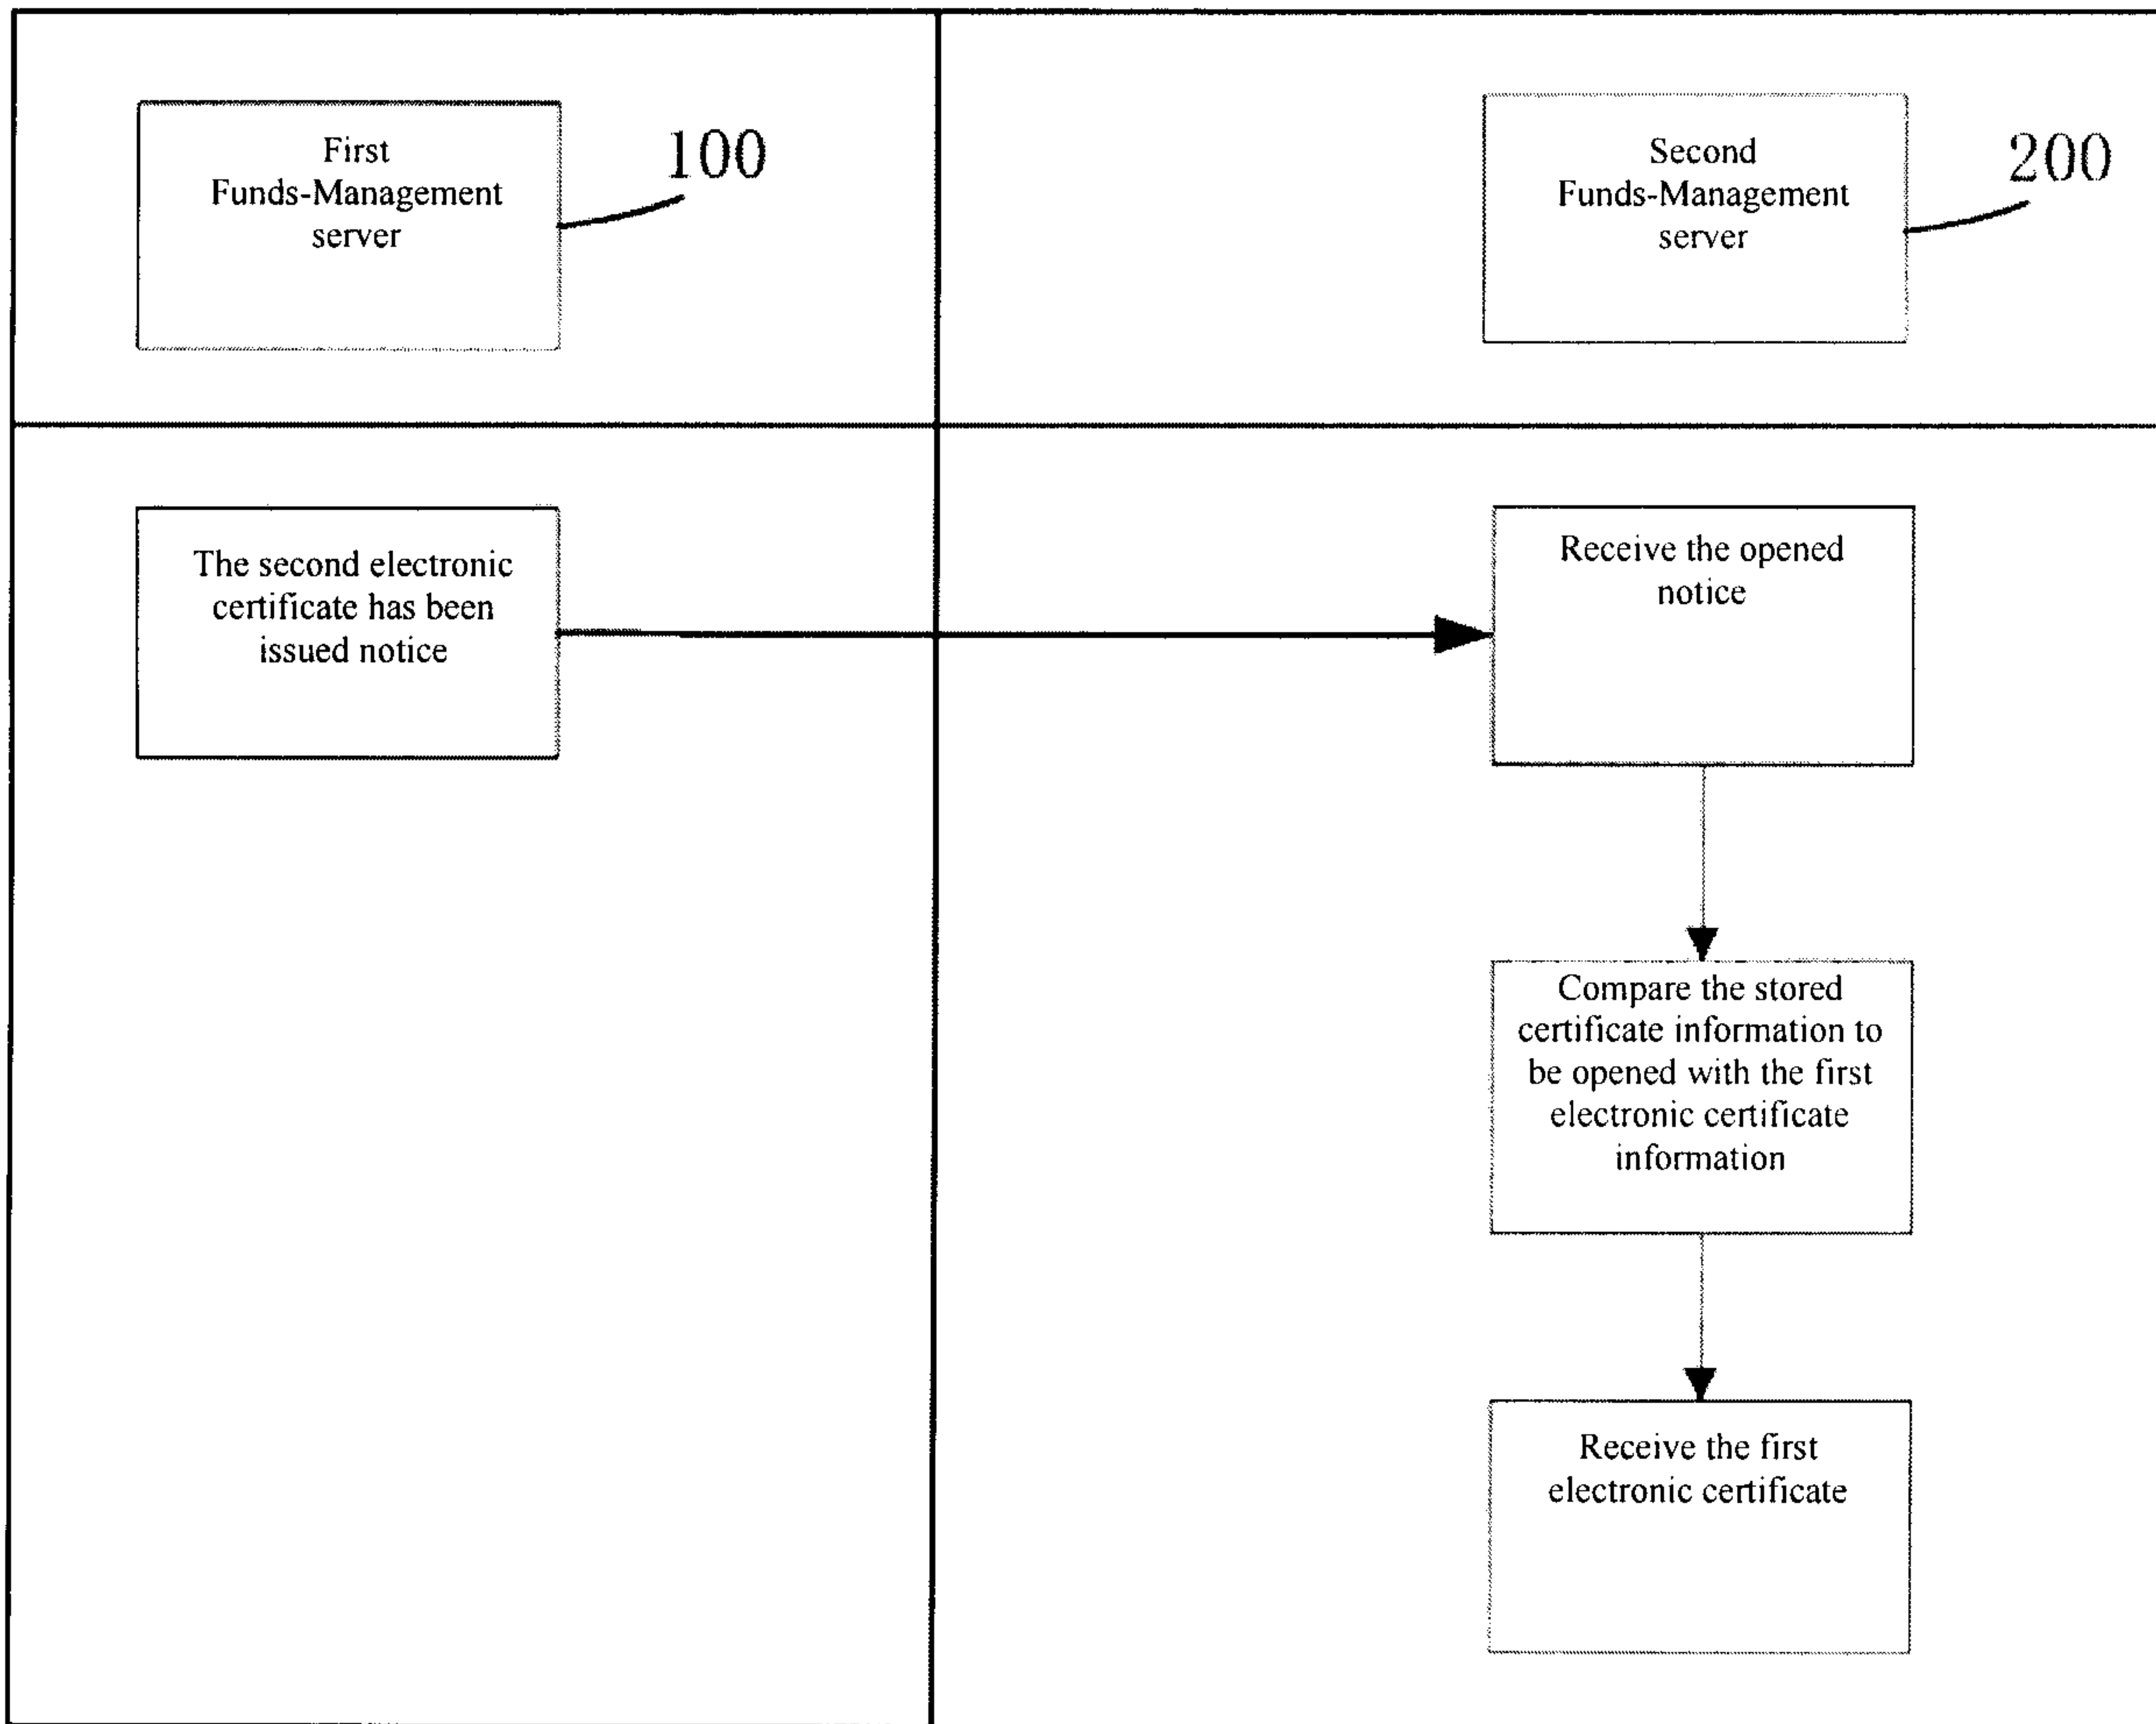 First
Funds-Management
server
100
Second
Funds-Management
server
200
The second electronic
certificate has been
issued notice
Receive the opened
notice
Compare the stored
certificate information to
be opened with the first
electronic certificate
information
Receive the first
electronic certificate